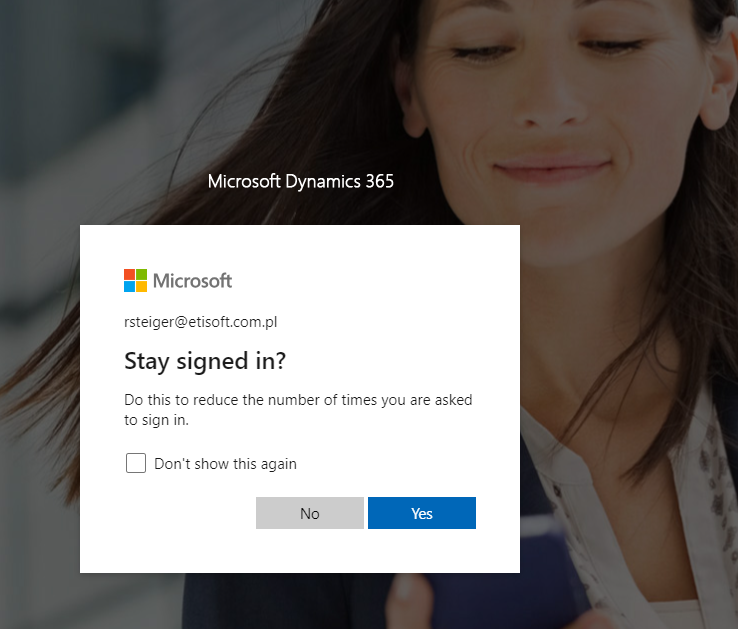 Microsoft Dynamics 365
Microsoft
rsteiger@etisoft.com.pl
Stay signed in?
Do this to reduce the number of times you are asked
to sign in.
Don't show this again
No
Yes